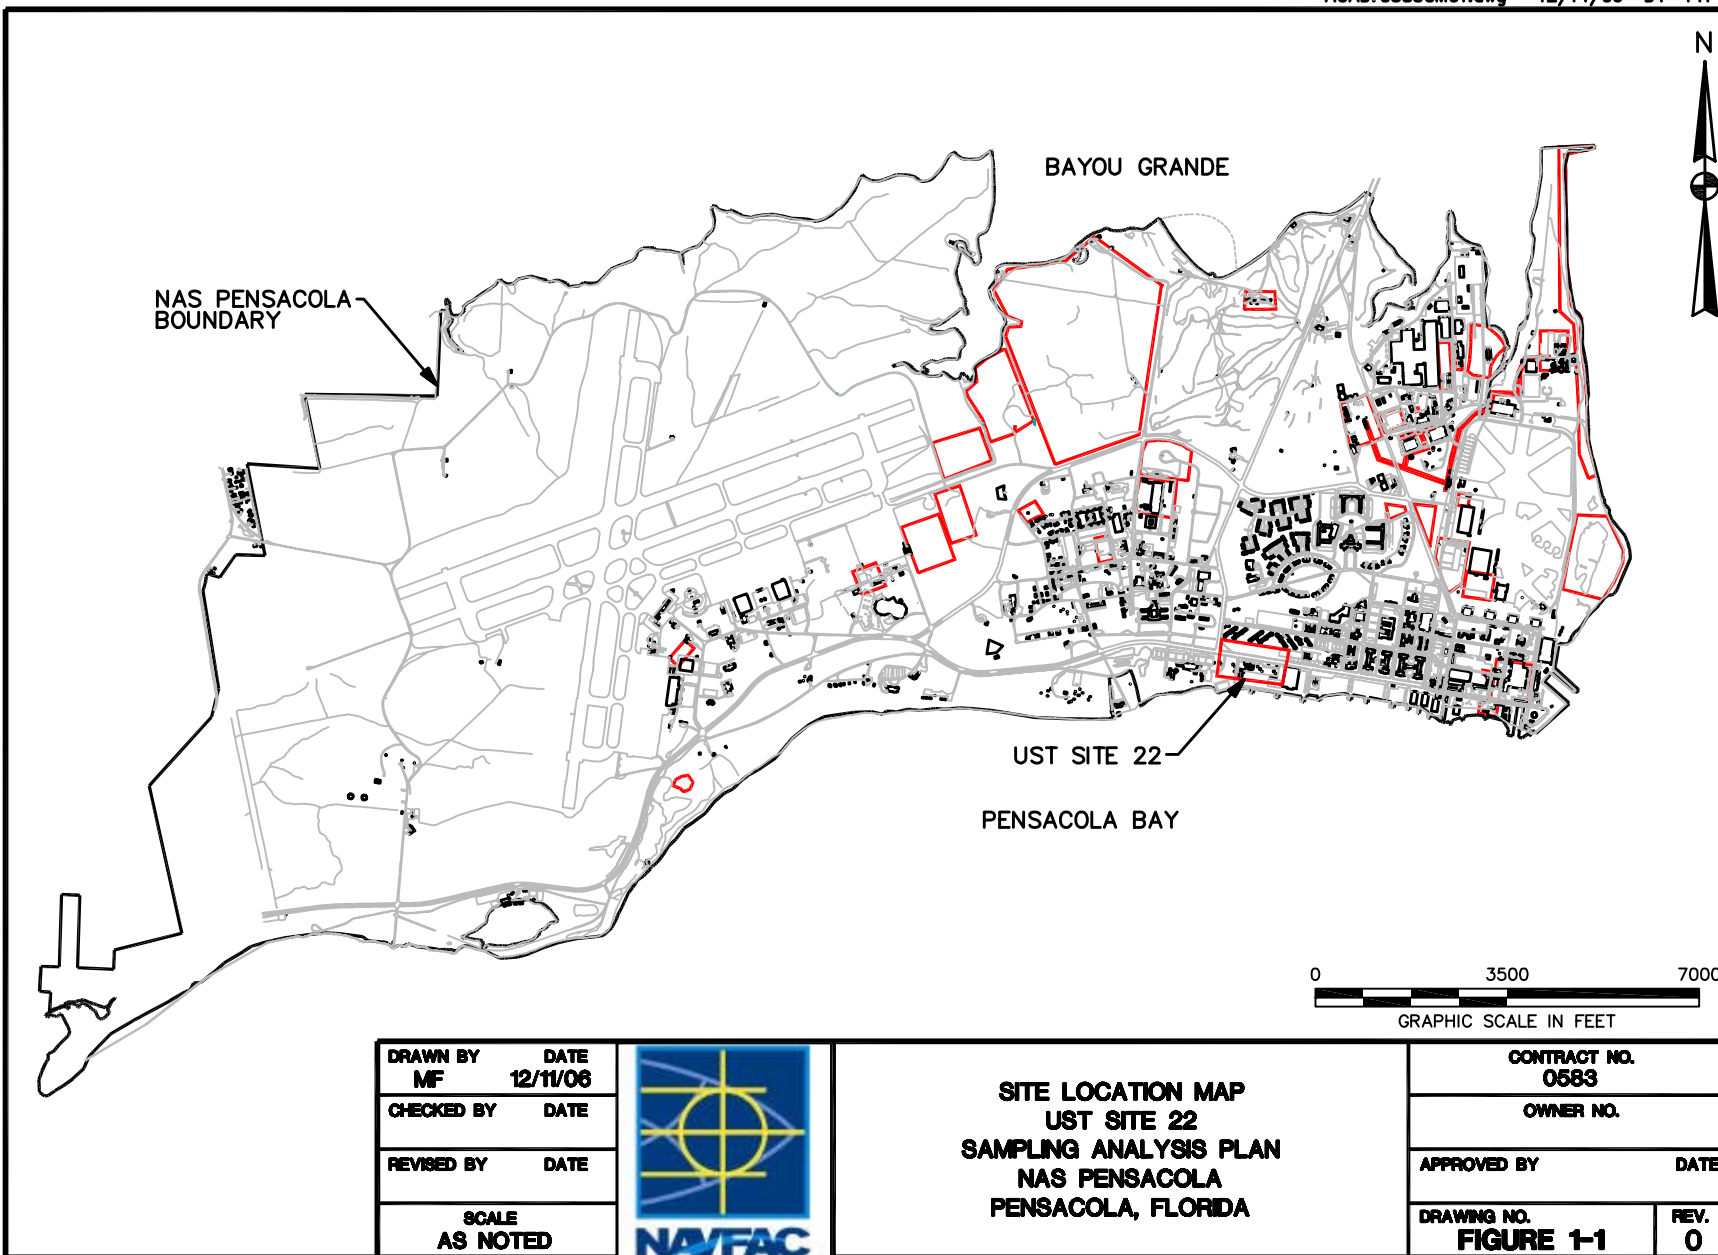 N
BAYOU GRANDE
NAS PENSACOLA
BOUNDARY
UST SITE 22
PENSACOLA BAY
0 3500 7000
GRAPHIC SCALE IN FEET
DRAWN BY DATE
MF 12/11/06
CHECKED BY DATE
REVISED BY DATE
SCALE
AS NOTED
NAVFAC
SITE LOCATION MAP
UST SITE 22
SAMPLING ANALYSIS PLAN
NAS PENSACOLA
PENSACOLA, FLORIDA
CONTRACT NO.
0583
OWNER NO.
APPROVED BY DATE
DRAWING NO.
FIGURE 1-1
REV.
0